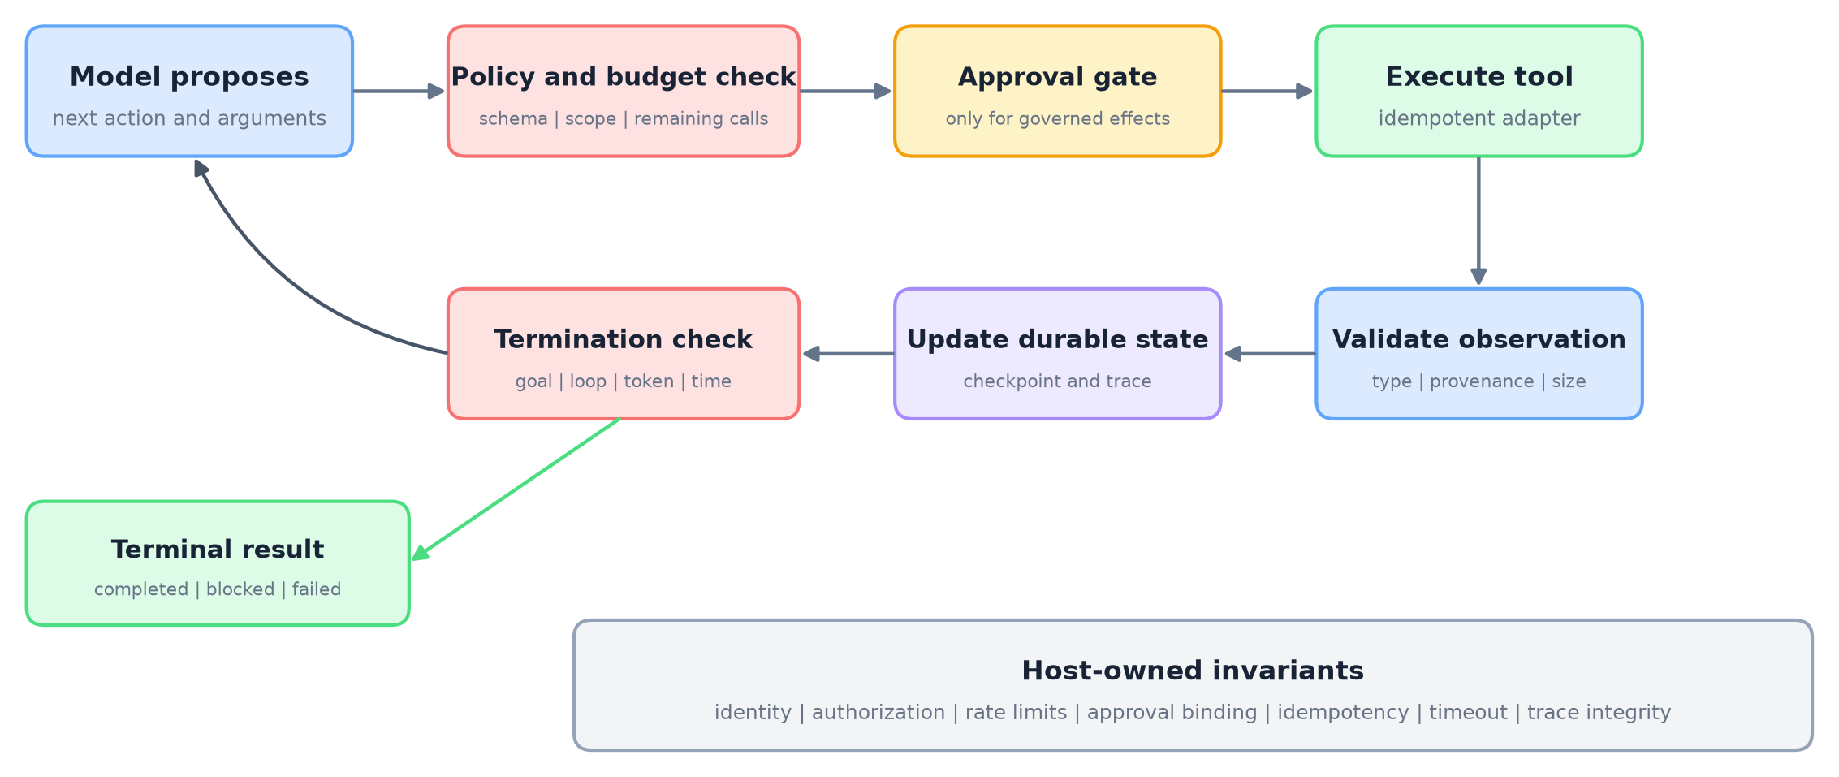 Model proposes
next action and arguments
Policy and budget check
schema | scope | remaining calls
Approval gate
only for governed effects
Execute tool
idempotent adapter
Termination check
goal | loop | token | time
Update durable state
checkpoint and trace
Validate observation
type | provenance | size
Terminal result
completed | blocked | failed
Host-owned invariants
identity | authorization | rate limits | approval binding | idempotency | timeout | trace integrity